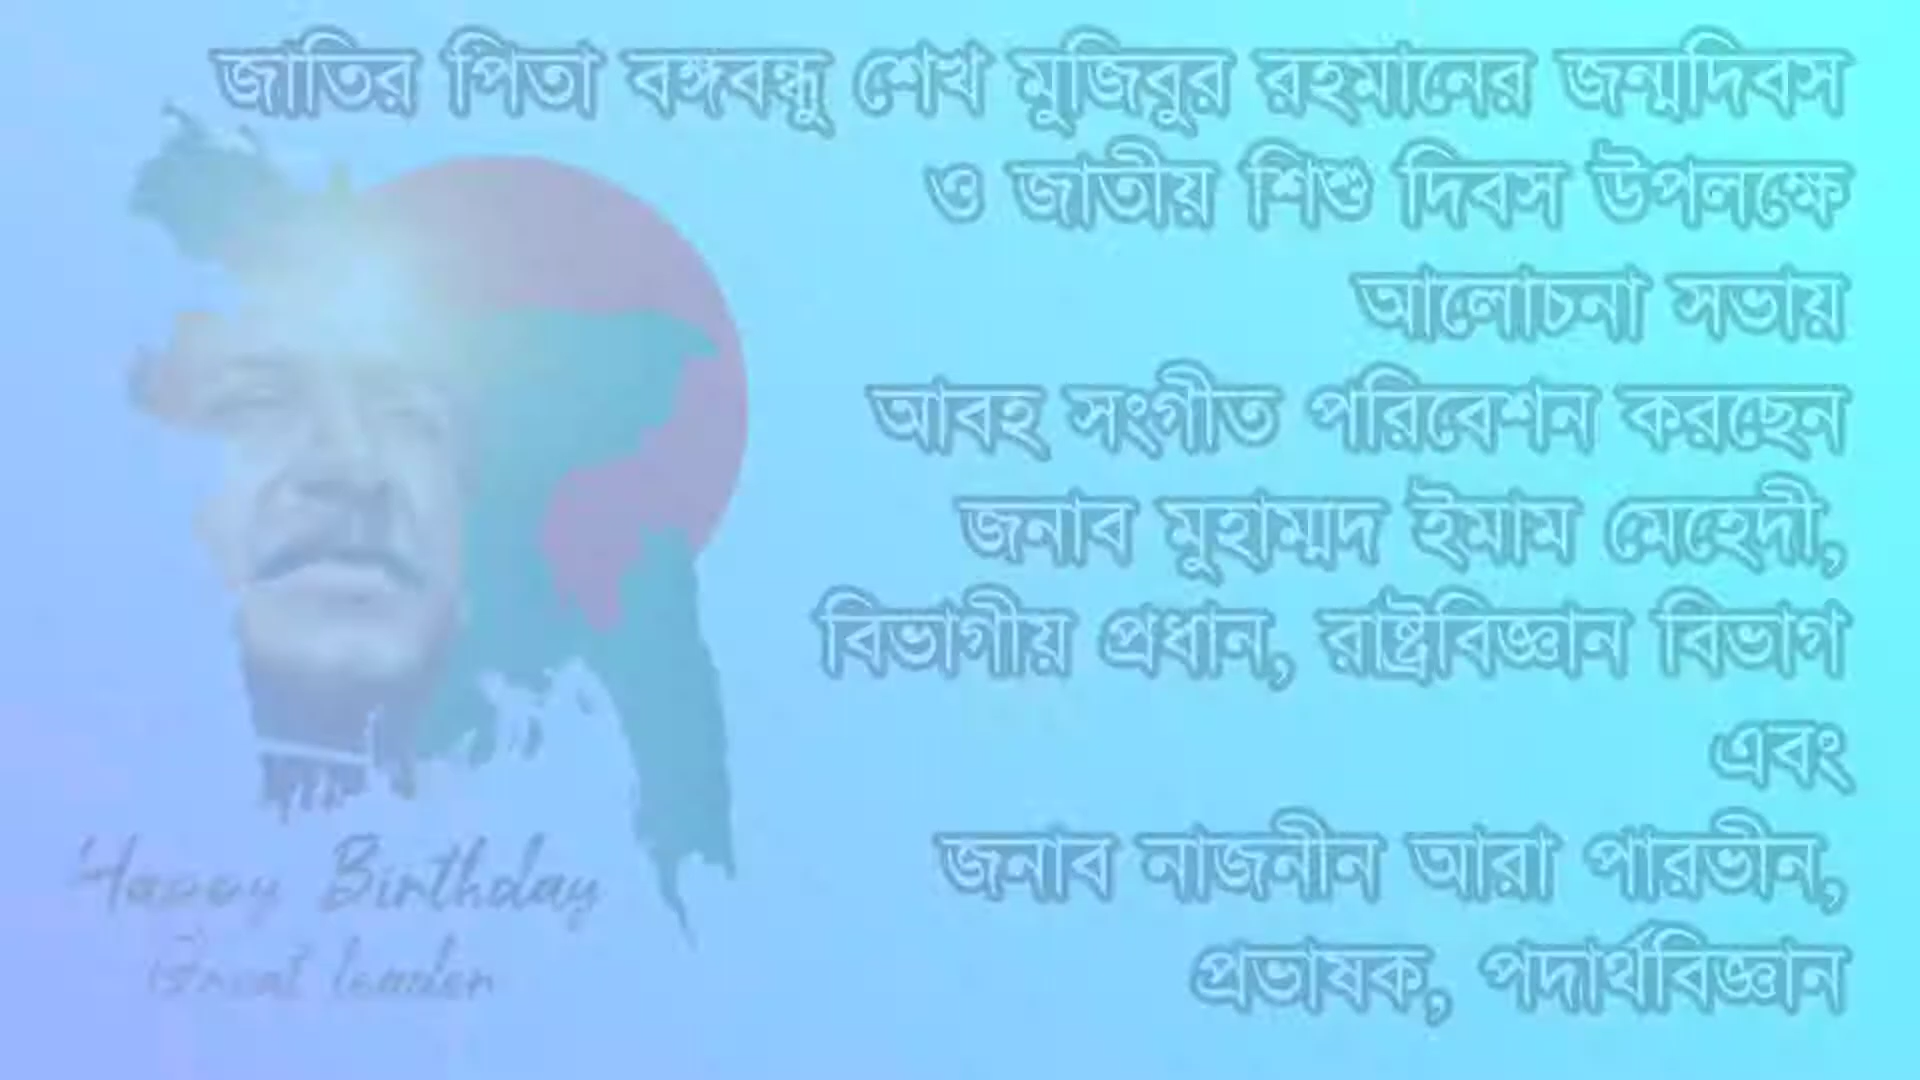 জাতির পিতা বঙ্গবন্ধু শেখ মুজিবুর রহমানের জন্মদিবস
ও জাতীয় শিশু দিবস উপলক্ষে
আলোচনা সভায়
আবহ সংগীত পরিবেশন করছেন
জনাব মুহাম্মদ ইমাম মেহেদী,
বিভাগীয় প্রধান, রাষ্ট্রবিজ্ঞান বিভাগ
এবং
জনাব নাজনীন আরা পারভীন,
প্রভাষক, পদার্থবিজ্ঞান
Happy Birthday
Great leader